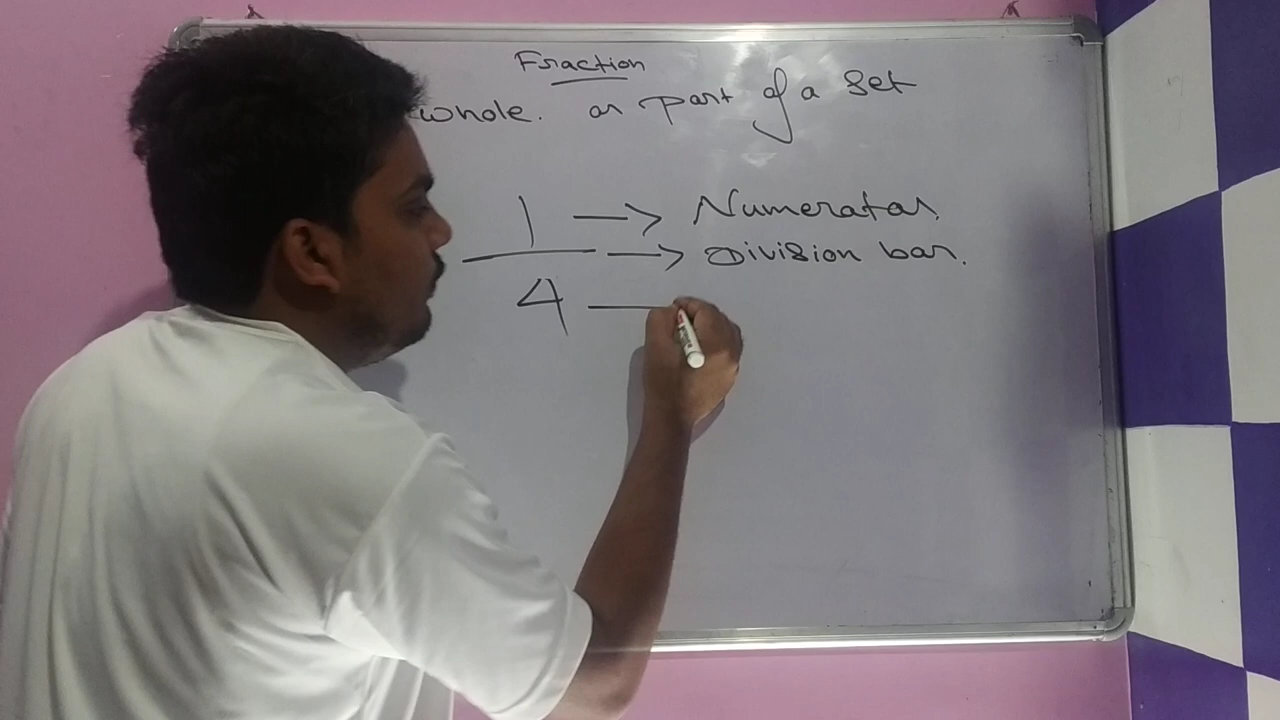 Fraction
whole. or part of a set
1 → Numerator.
—— → Division bar.
4 —